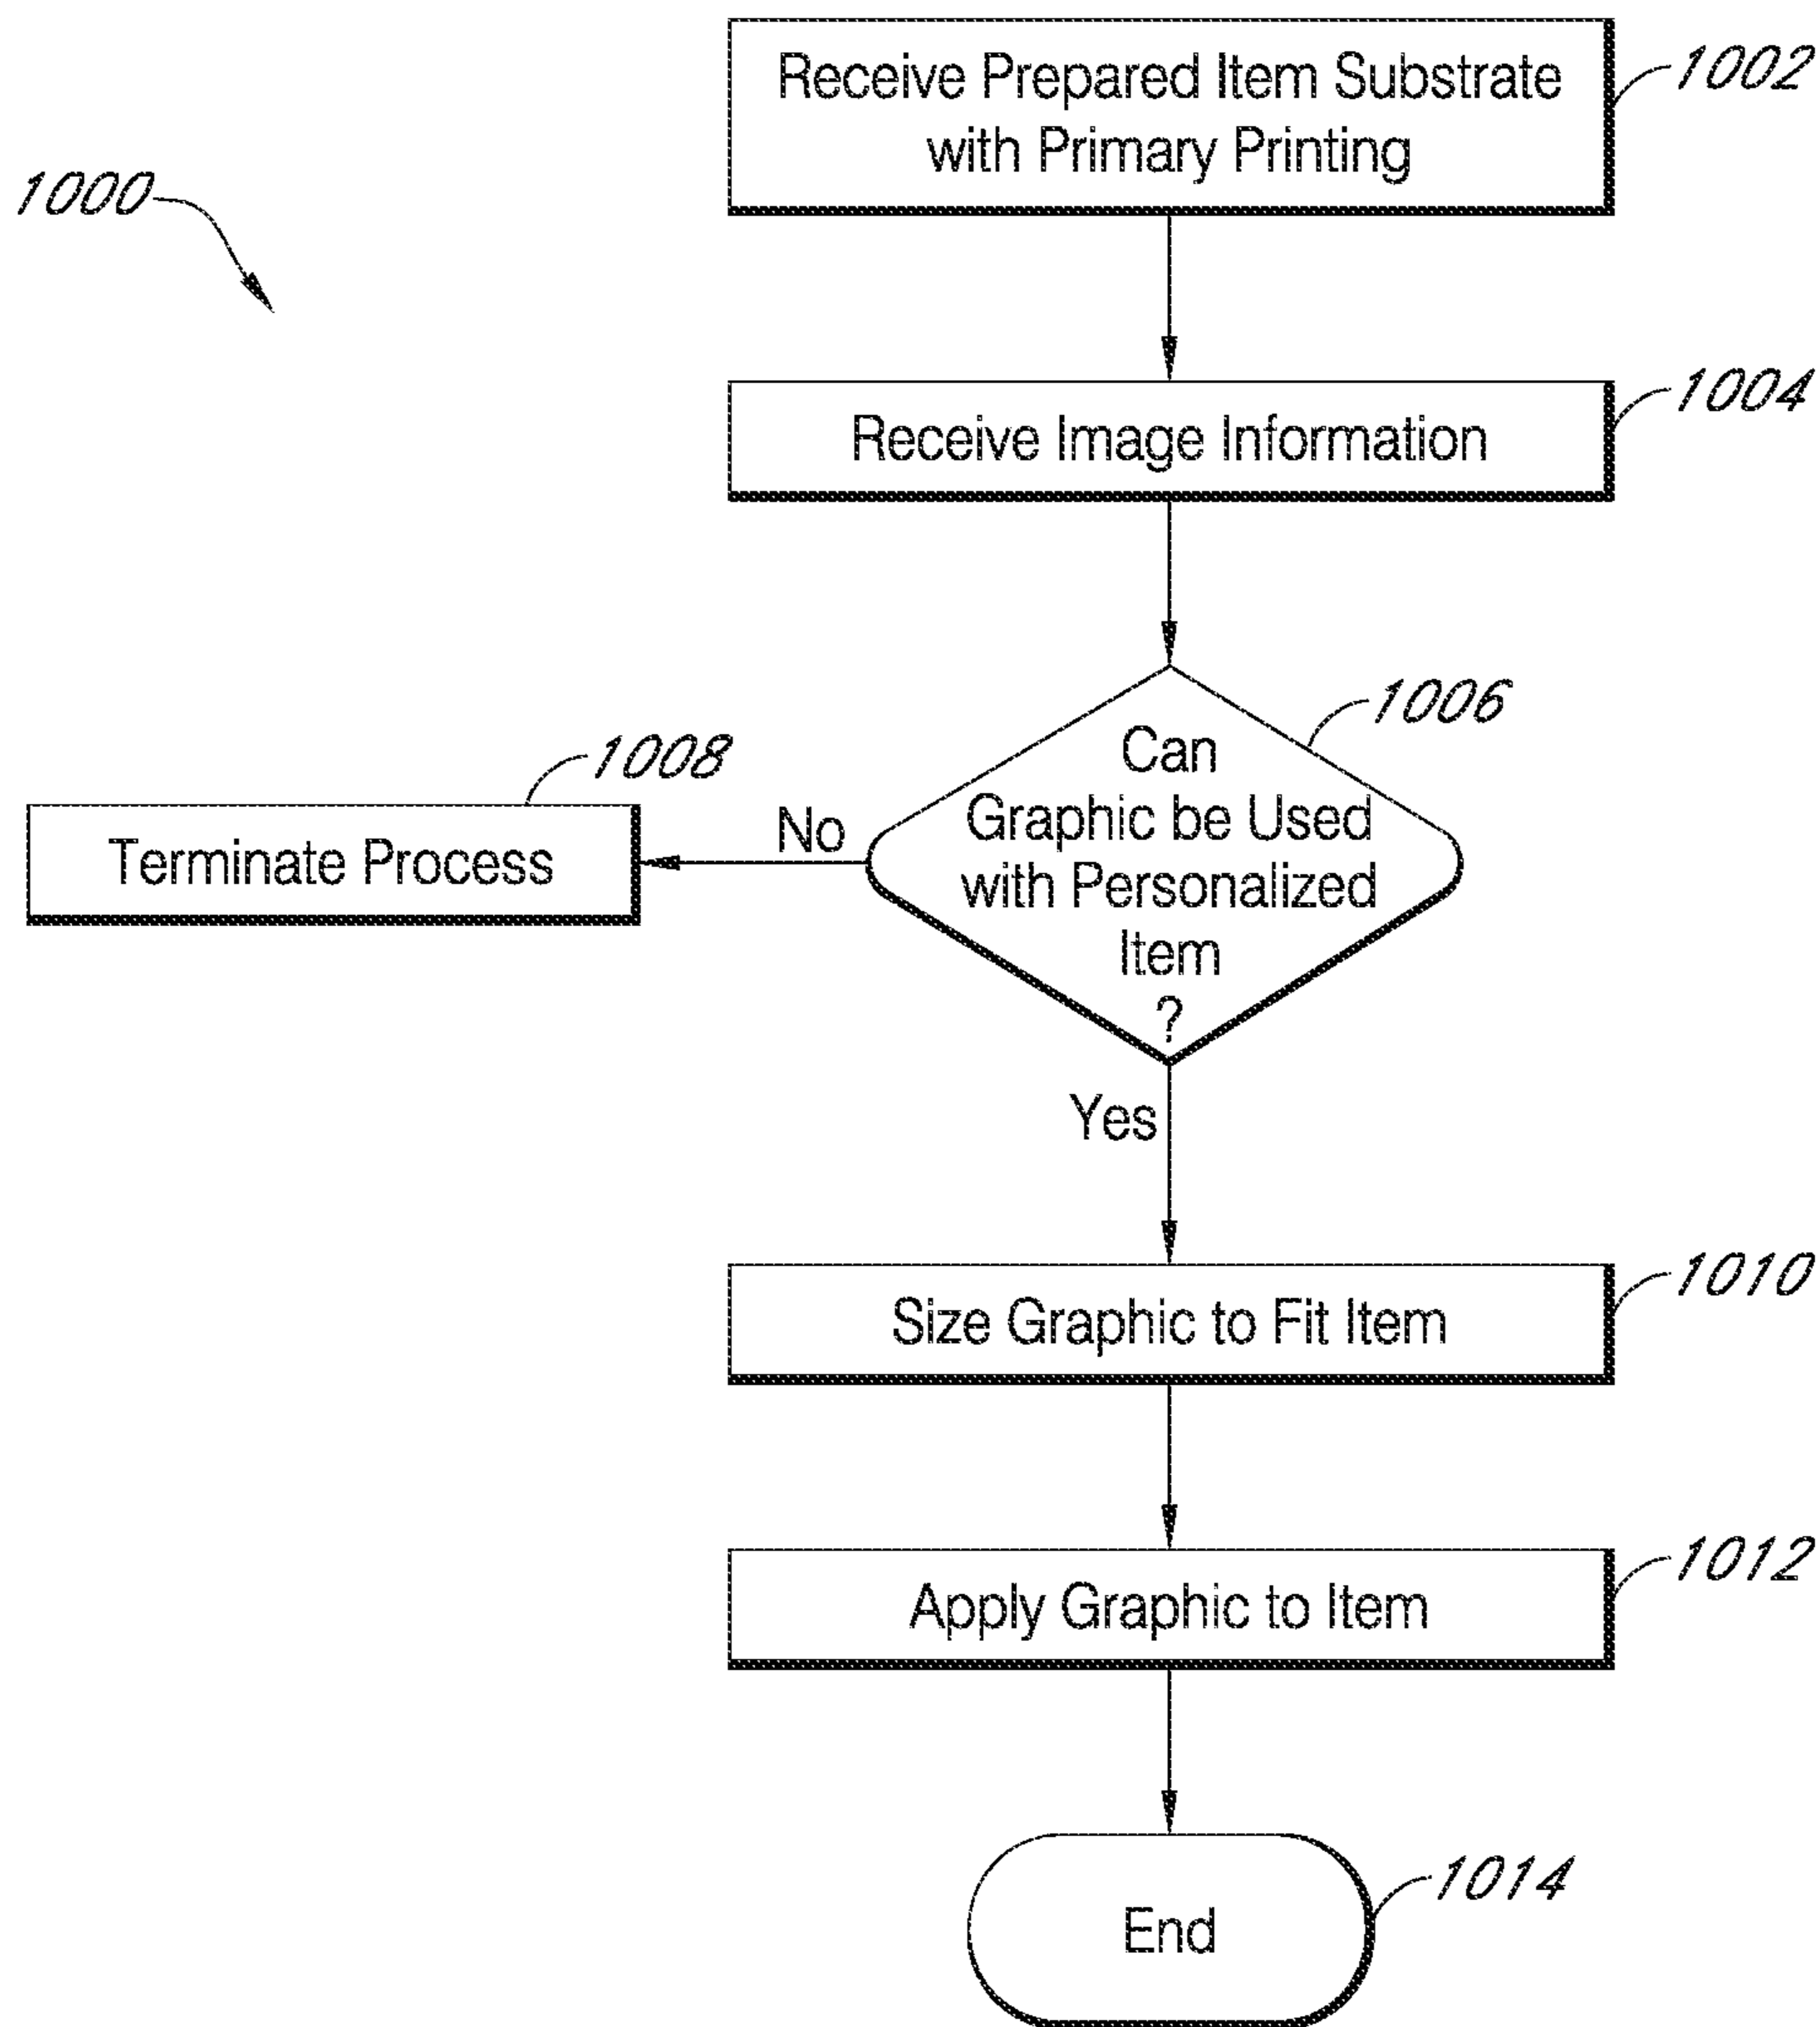 Receive Prepared Item Substrate
with Primary Printing
1002
1000
Receive Image Information
1004
Can
Graphic be Used
with Personalized
Item
?
1006
No
Terminate Process
1008
Yes
Size Graphic to Fit Item
1010
Apply Graphic to Item
1012
End
1014